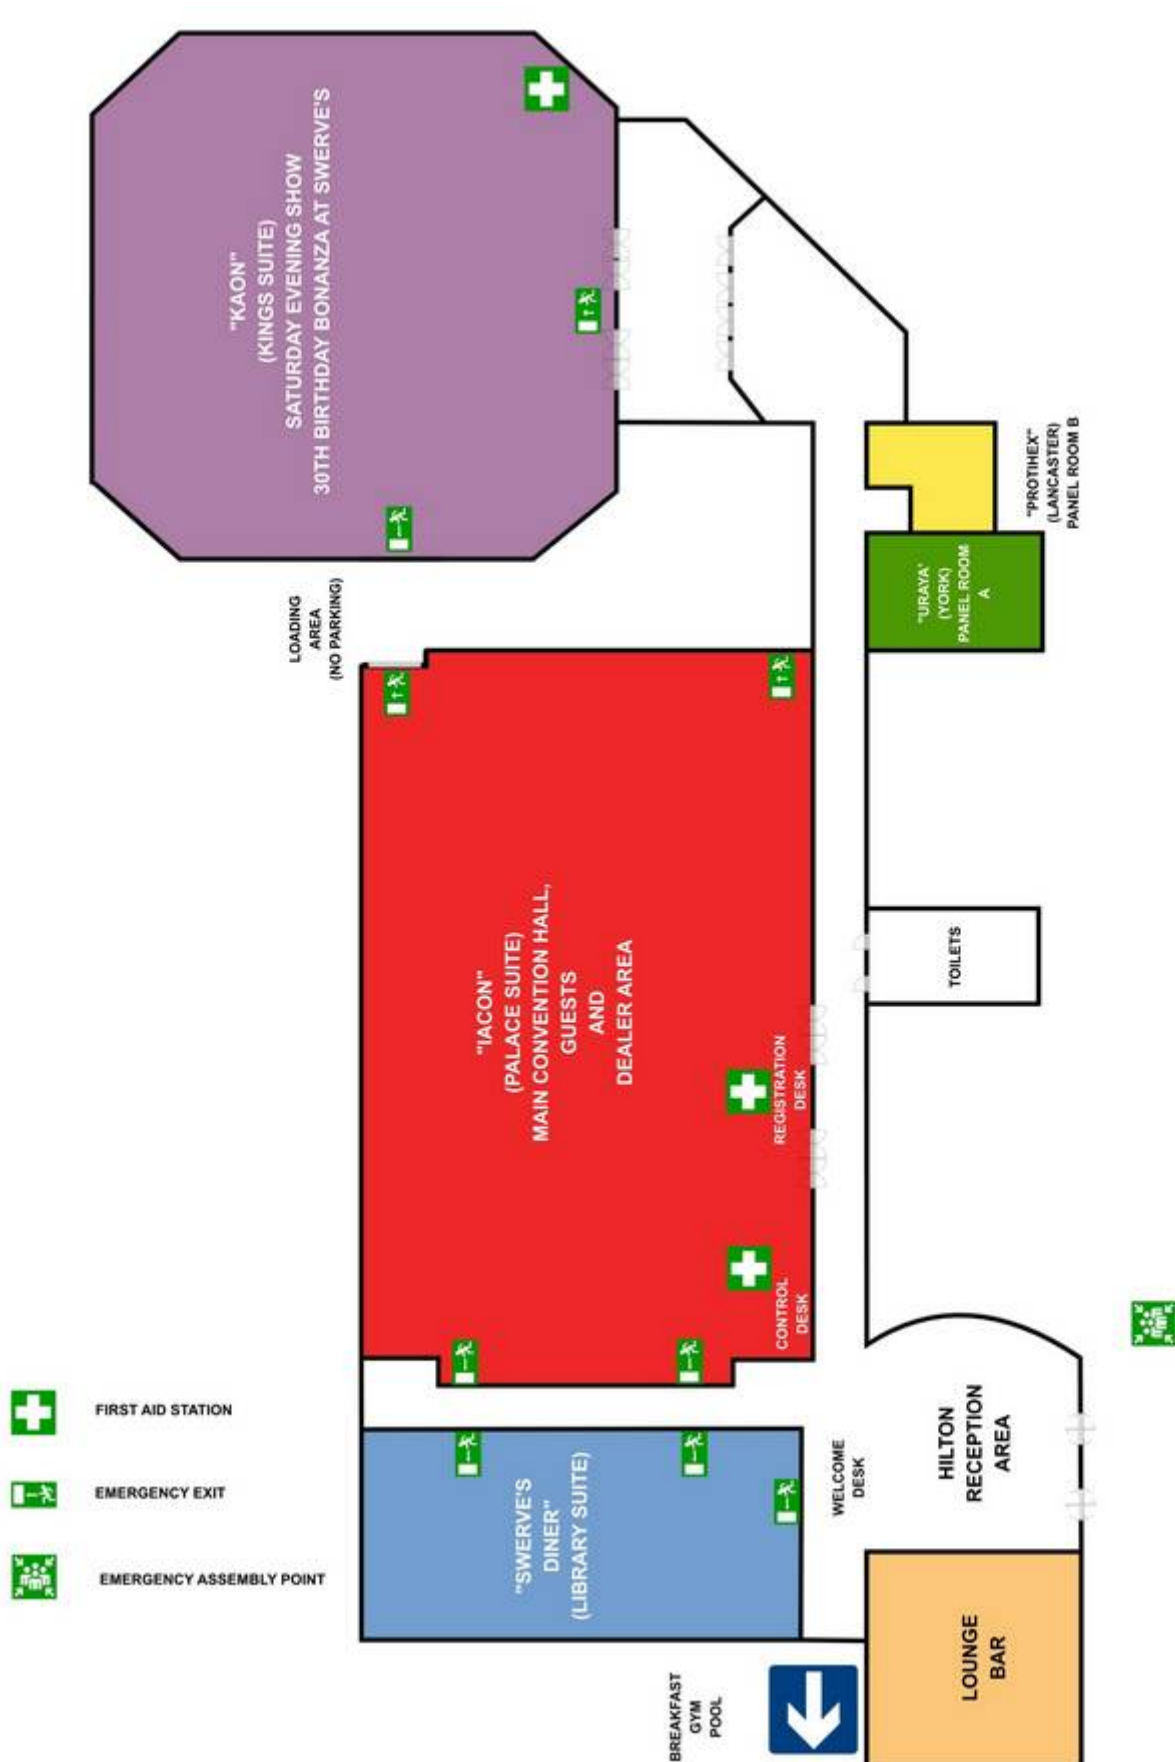 "KAON"
(KINGS SUITE)
SATURDAY EVENING SHOW
30TH BIRTHDAY BONANZA AT SWERVE'S
LOADING
AREA
(NO PARKING)
"PROTIHEX"
(LANCASTER)
PANEL ROOM B
"URAYA'
(YORK)
PANEL ROOM
A
"IACON"
(PALACE SUITE)
MAIN CONVENTION HALL,
GUESTS
AND
DEALER AREA
TOILETS
REGISTRATION
DESK
CONTROL
DESK
"SWERVE'S
DINER"
(LIBRARY SUITE)
WELCOME
DESK
HILTON
RECEPTION
AREA
LOUNGE
BAR
BREAKFAST
GYM
POOL
FIRST AID STATION
EMERGENCY EXIT
EMERGENCY ASSEMBLY POINT